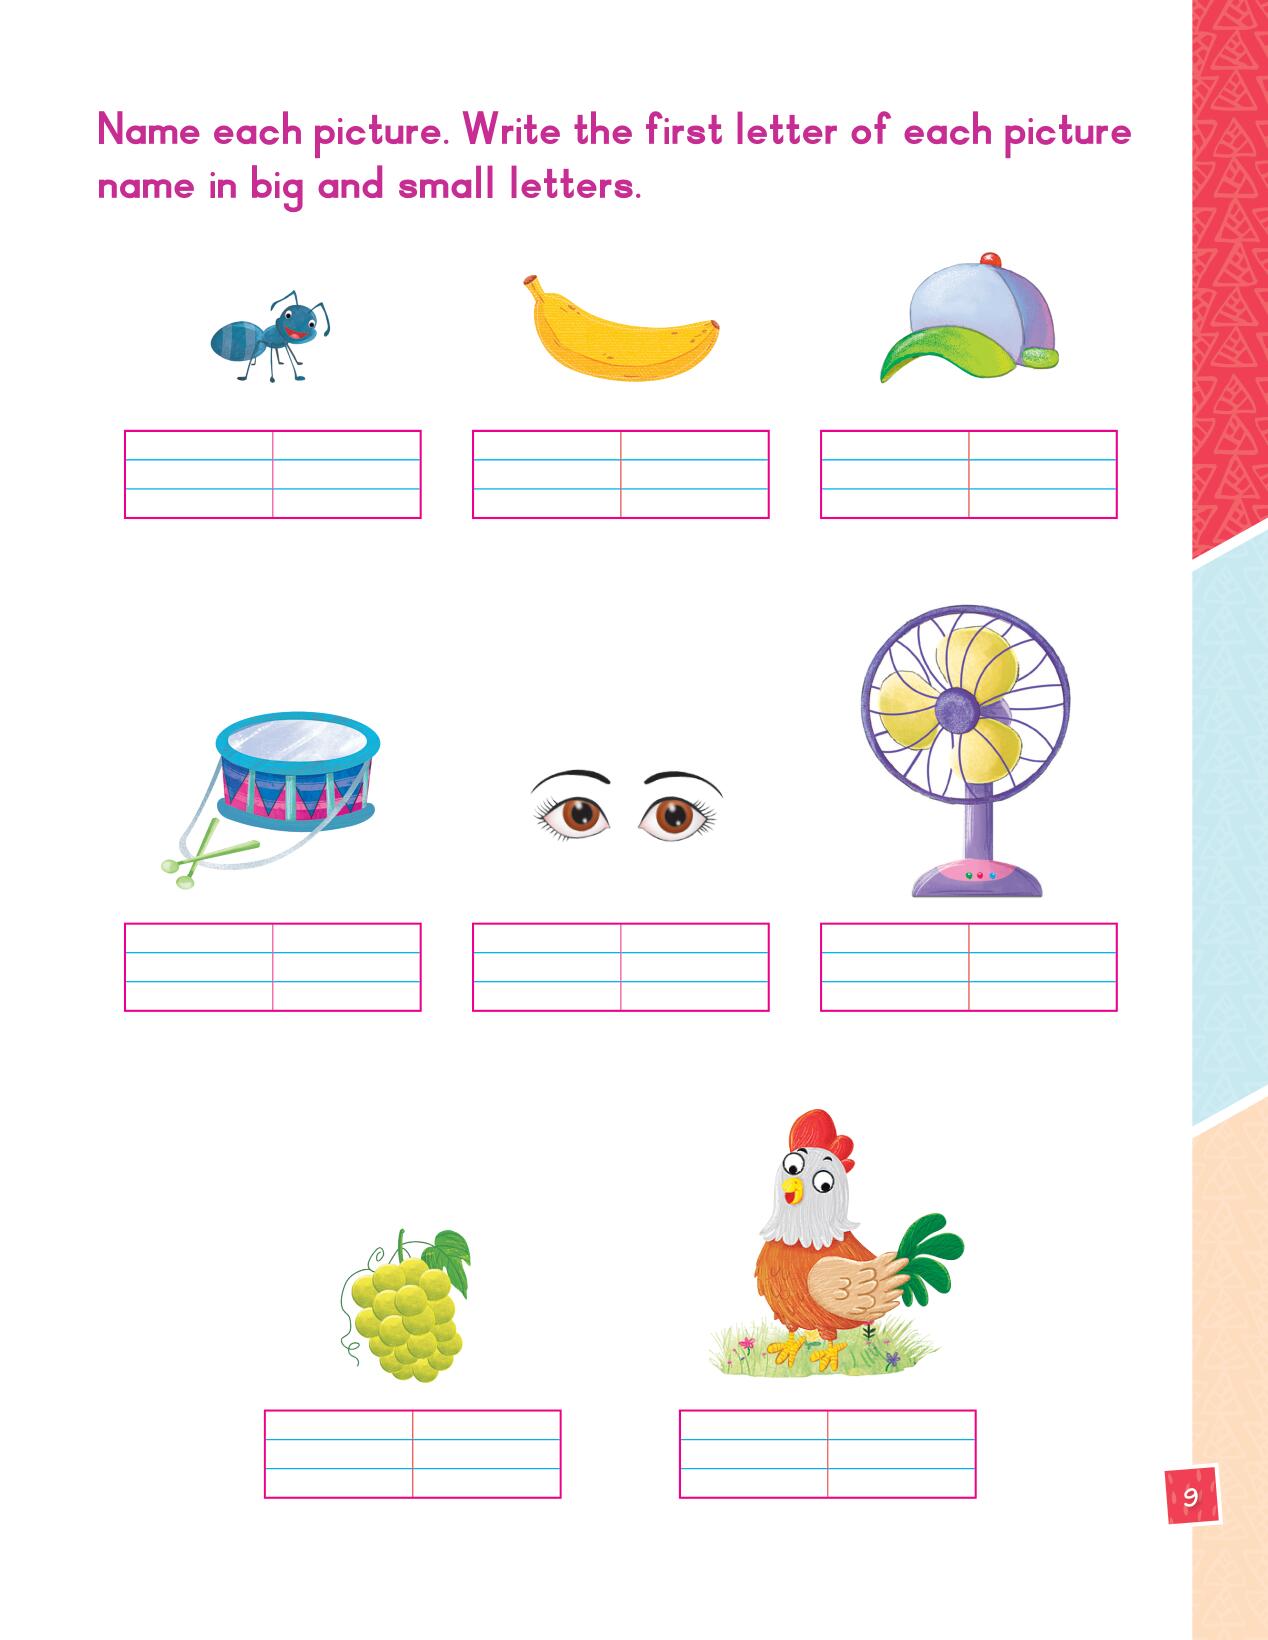 Name each picture. Write the first letter of each picture
name in big and small letters.
9